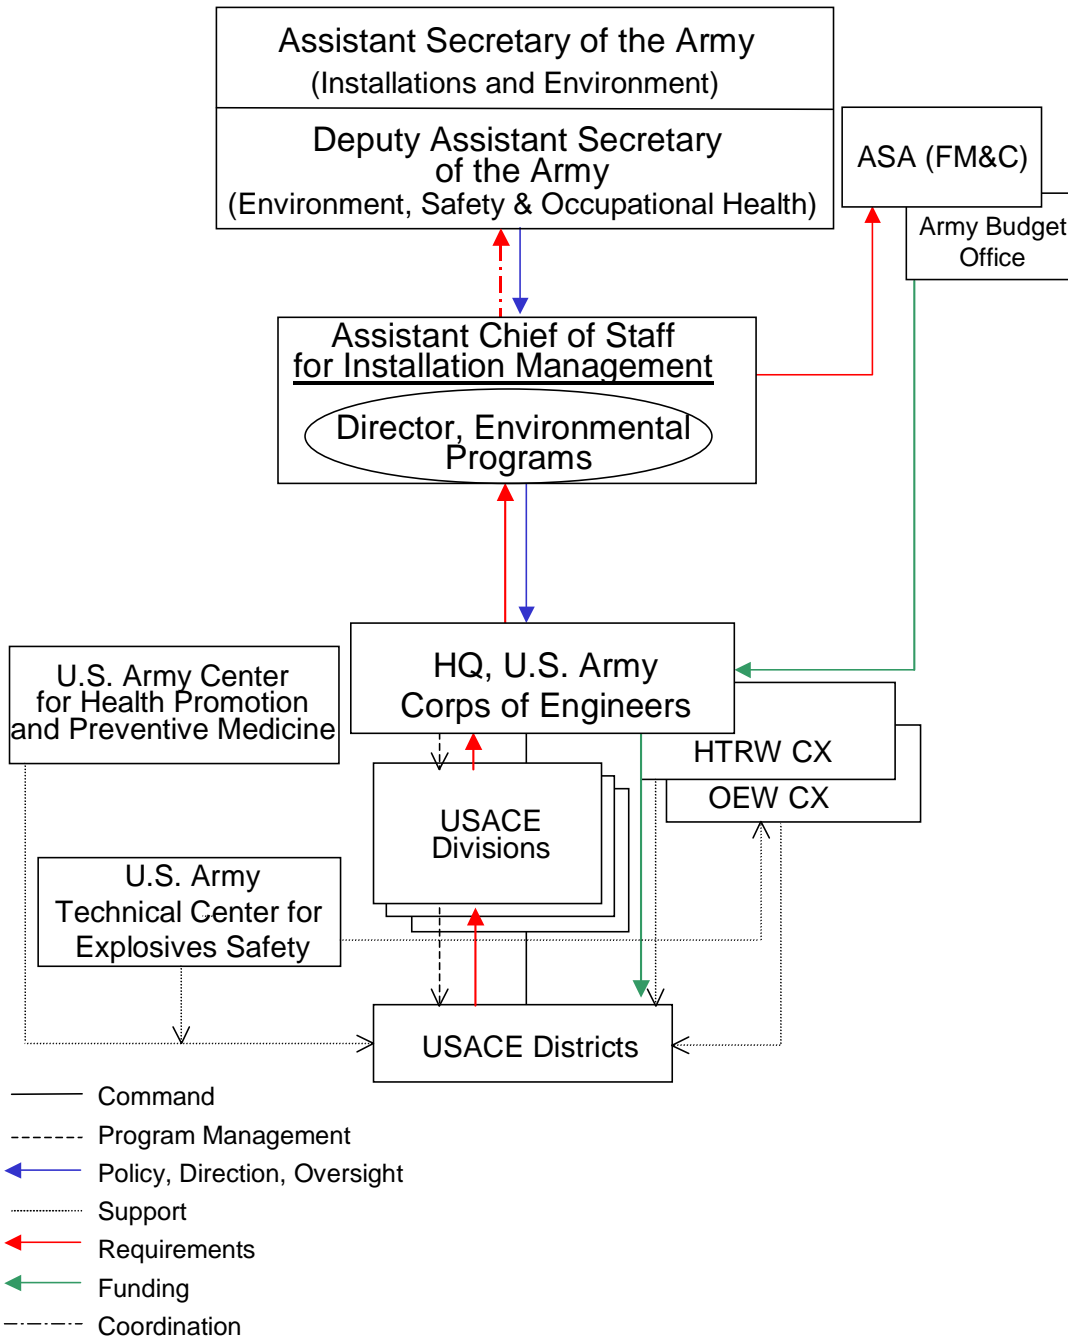 Assistant Secretary of the Army
(Installations and Environment)
Deputy Assistant Secretary
of the Army
(Environment, Safety & Occupational Health)
ASA (FM&C)
Army Budget
Office
Assistant Chief of Staff
for Installation Management
Director, Environmental
Programs
HQ, U.S. Army
Corps of Engineers
U.S. Army Center
for Health Promotion
and Preventive Medicine
HTRW CX
OEW CX
USACE
Divisions
U.S. Army
Technical Center for
Explosives Safety
USACE Districts
Command
Program Management
Policy, Direction, Oversight
Support
Requirements
Funding
Coordination